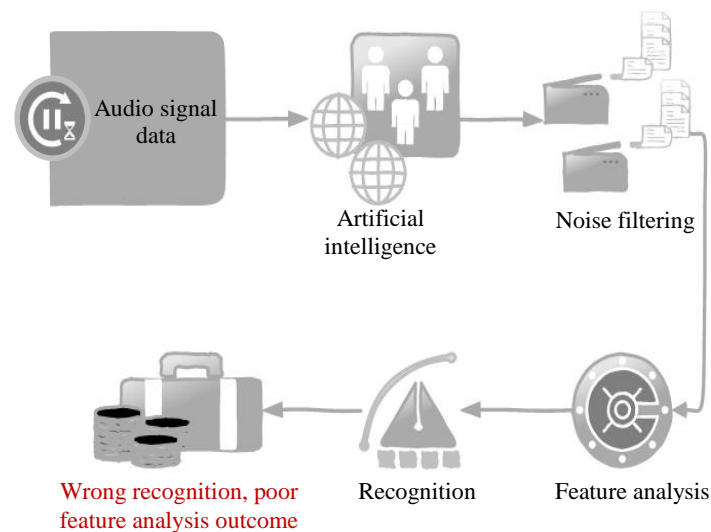 Audio signal
data
Artificial
intelligence
Noise filtering
Feature analysis
Recognition
Wrong recognition, poor
feature analysis outcome